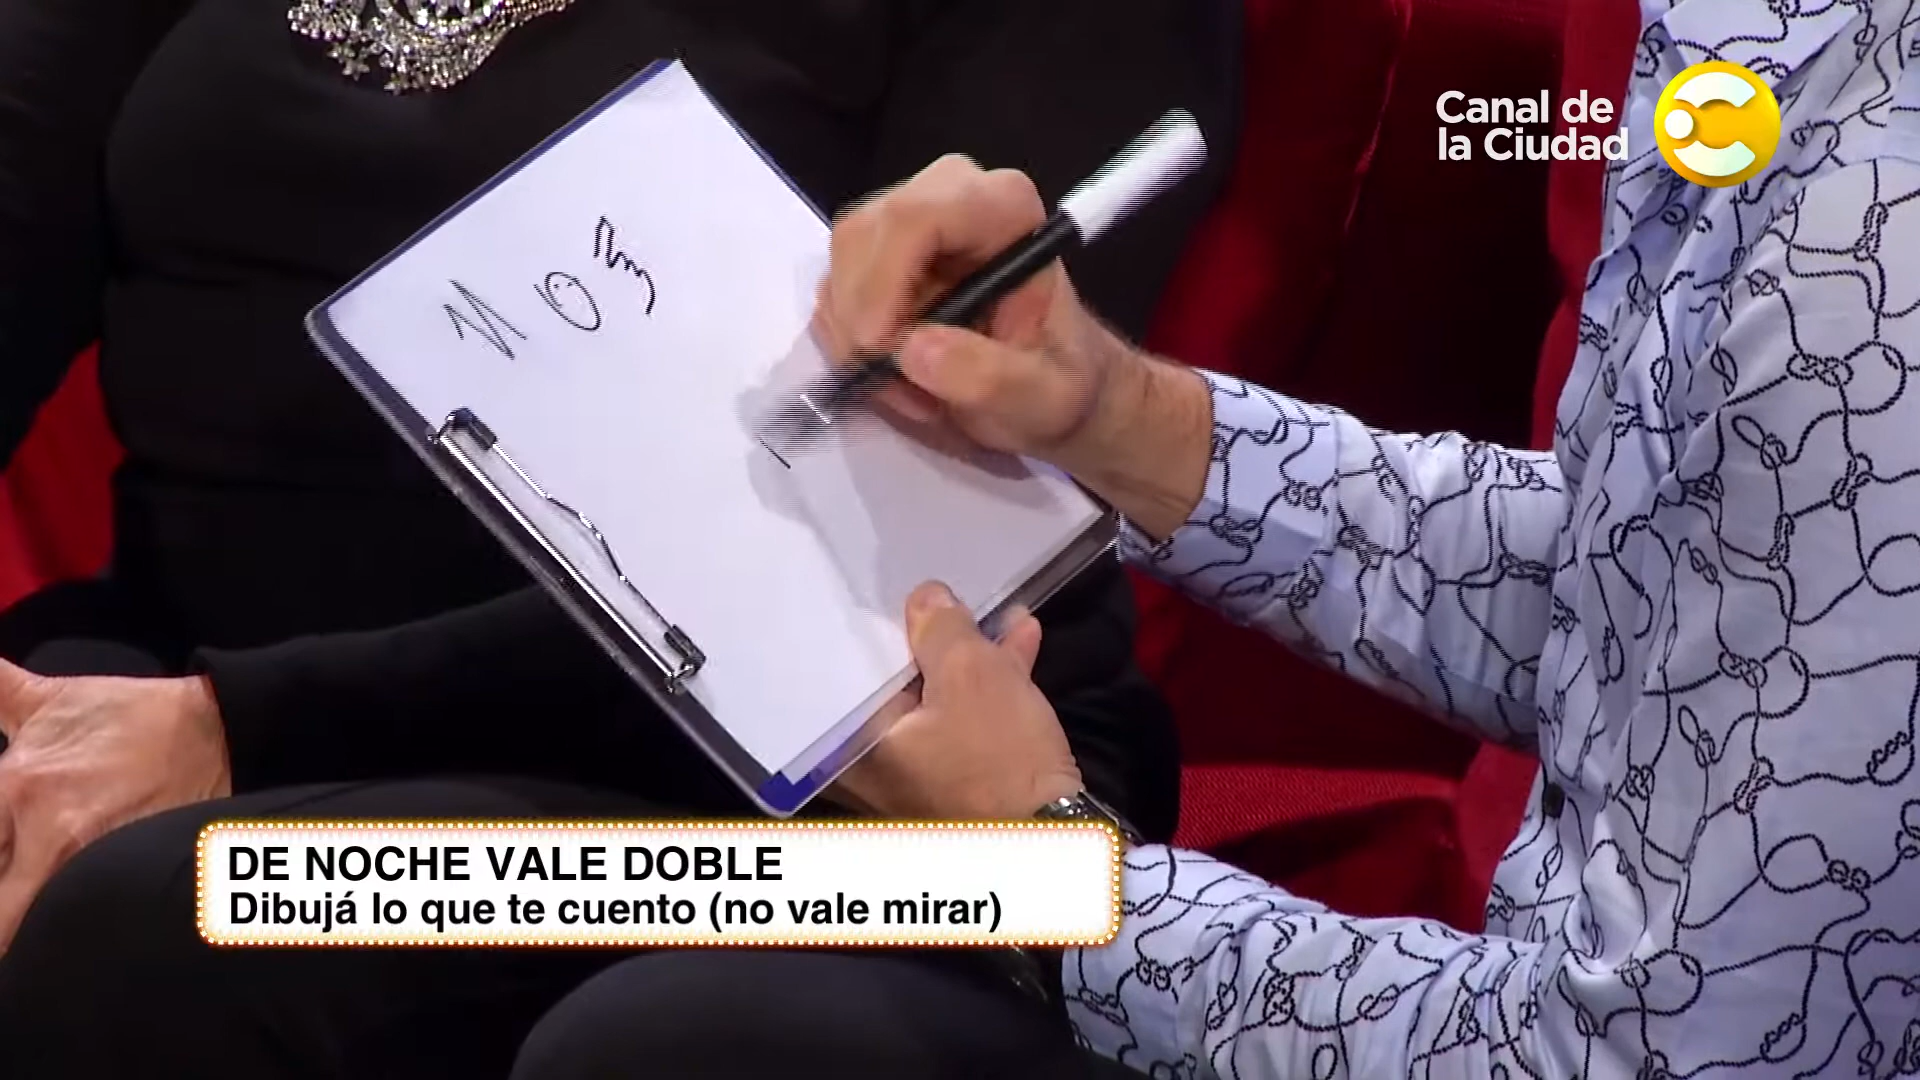 Canal de
la Ciudad
DE NOCHE VALE DOBLE
Dibujá lo que te cuento (no vale mirar)